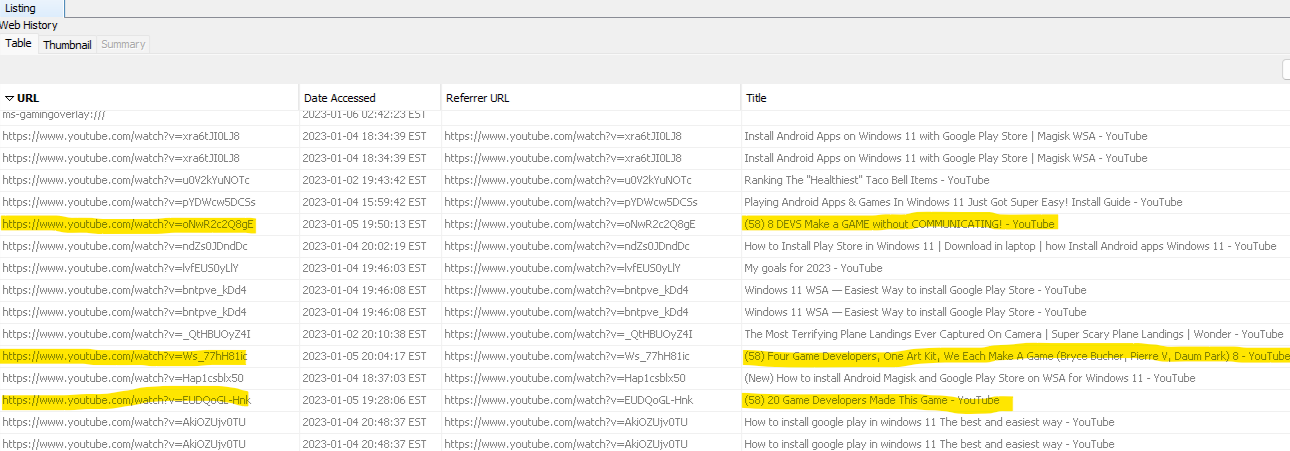 Listing
Web History
Table Thumbnail Summary
URL Date Accessed Referrer URL Title
ms-gamingoverlay:/// 2023-01-06 02:42:23 EST
https://www.youtube.com/watch?v=xra6tJI0LJ8 2023-01-04 18:34:39 EST https://www.youtube.com/watch?v=xra6tJI0LJ8 Install Android Apps on Windows 11 with Google Play Store | Magisk WSA - YouTube
https://www.youtube.com/watch?v=xra6tJI0LJ8 2023-01-04 18:34:39 EST https://www.youtube.com/watch?v=xra6tJI0LJ8 Install Android Apps on Windows 11 with Google Play Store | Magisk WSA - YouTube
https://www.youtube.com/watch?v=u0V2kYuNOTc 2023-01-02 19:43:42 EST https://www.youtube.com/watch?v=u0V2kYuNOTc Ranking The "Healthiest" Taco Bell Items - YouTube
https://www.youtube.com/watch?v=pYDWcw5DCSs 2023-01-04 15:59:42 EST https://www.youtube.com/watch?v=pYDWcw5DCSs Playing Android Apps & Games In Windows 11 Just Got Super Easy! Install Guide - YouTube
https://www.youtube.com/watch?v=oNwR2c2Q8gE 2023-01-05 19:50:13 EST https://www.youtube.com/watch?v=oNwR2c2Q8gE (58) 8 DEVS Make a GAME without COMMUNICATING! - YouTube
https://www.youtube.com/watch?v=ndZs0JDndDc 2023-01-04 20:02:19 EST https://www.youtube.com/watch?v=ndZs0JDndDc How to Install Play Store in Windows 11 | Download in laptop | how Install Android apps Windows 11 - YouTube
https://www.youtube.com/watch?v=lvfEUS0yLlY 2023-01-04 19:46:03 EST https://www.youtube.com/watch?v=lvfEUS0yLlY My goals for 2023 - YouTube
https://www.youtube.com/watch?v=bntpve_kDd4 2023-01-04 19:46:08 EST https://www.youtube.com/watch?v=bntpve_kDd4 Windows 11 WSA — Easiest Way to install Google Play Store - YouTube
https://www.youtube.com/watch?v=bntpve_kDd4 2023-01-04 19:46:08 EST https://www.youtube.com/watch?v=bntpve_kDd4 Windows 11 WSA — Easiest Way to install Google Play Store - YouTube
https://www.youtube.com/watch?v=_QtHBUOyZ4I 2023-01-02 20:10:38 EST https://www.youtube.com/watch?v=_QtHBUOyZ4I The Most Terrifying Plane Landings Ever Captured On Camera | Super Scary Plane Landings | Wonder - YouTube
https://www.youtube.com/watch?v=Ws_77hH81ic 2023-01-05 20:04:17 EST https://www.youtube.com/watch?v=Ws_77hH81ic (58) Four Game Developers, One Art Kit, We Each Make A Game (Bryce Bucher, Pierre V, Daum Park) 8 - YouTube
https://www.youtube.com/watch?v=Hap1csblx50 2023-01-04 18:37:03 EST https://www.youtube.com/watch?v=Hap1csblx50 (New) How to install Android Magisk and Google Play Store on WSA for Windows 11 - YouTube
https://www.youtube.com/watch?v=EUDQoGL-Hnk 2023-01-05 19:28:06 EST https://www.youtube.com/watch?v=EUDQoGL-Hnk (58) 20 Game Developers Made This Game - YouTube
https://www.youtube.com/watch?v=AkiOZUjv0TU 2023-01-04 20:48:37 EST https://www.youtube.com/watch?v=AkiOZUjv0TU How to install google play in windows 11 The best and easiest way - YouTube
https://www.youtube.com/watch?v=AkiOZUjv0TU 2023-01-04 20:48:37 EST https://www.youtube.com/watch?v=AkiOZUjv0TU How to install google play in windows 11 The best and easiest way - YouTube